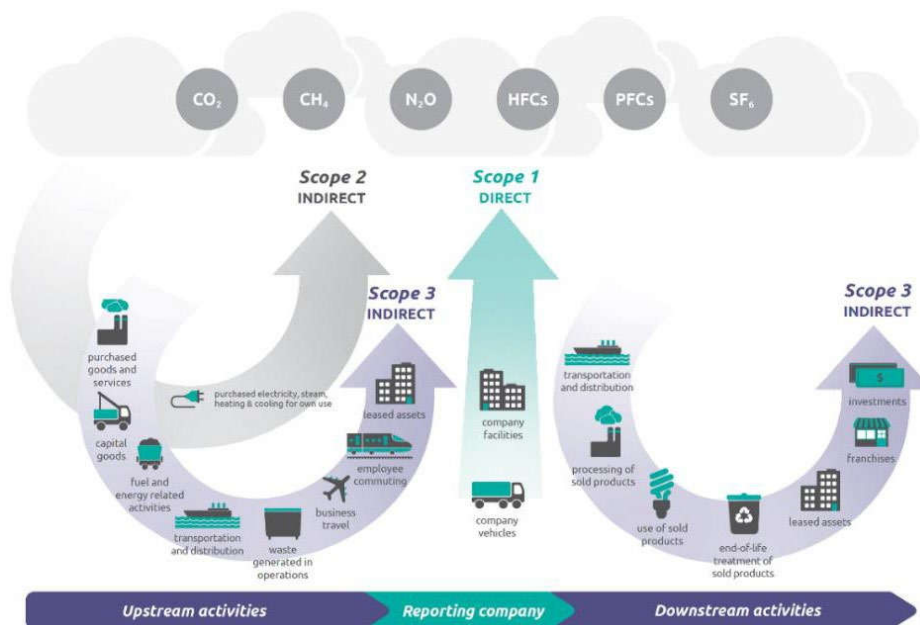 CO₂
CH₄
N₂O
HFCs
PFCs
SF₆
Scope 2
INDIRECT
Scope 1
DIRECT
Scope 3
INDIRECT
Scope 3
INDIRECT
purchased
goods and
services
capital
goods
fuel and
energy related
activities
transportation
and distribution
waste
generated in
operations
business
travel
employee
commuting
leased assets
purchased electricity, steam,
heating & cooling for own use
company
facilities
company
vehicles
transportation
and distribution
processing of
sold products
use of sold
products
end-of-life
treatment of
sold products
leased assets
franchises
$
investments
Upstream activities
Reporting company
Downstream activities